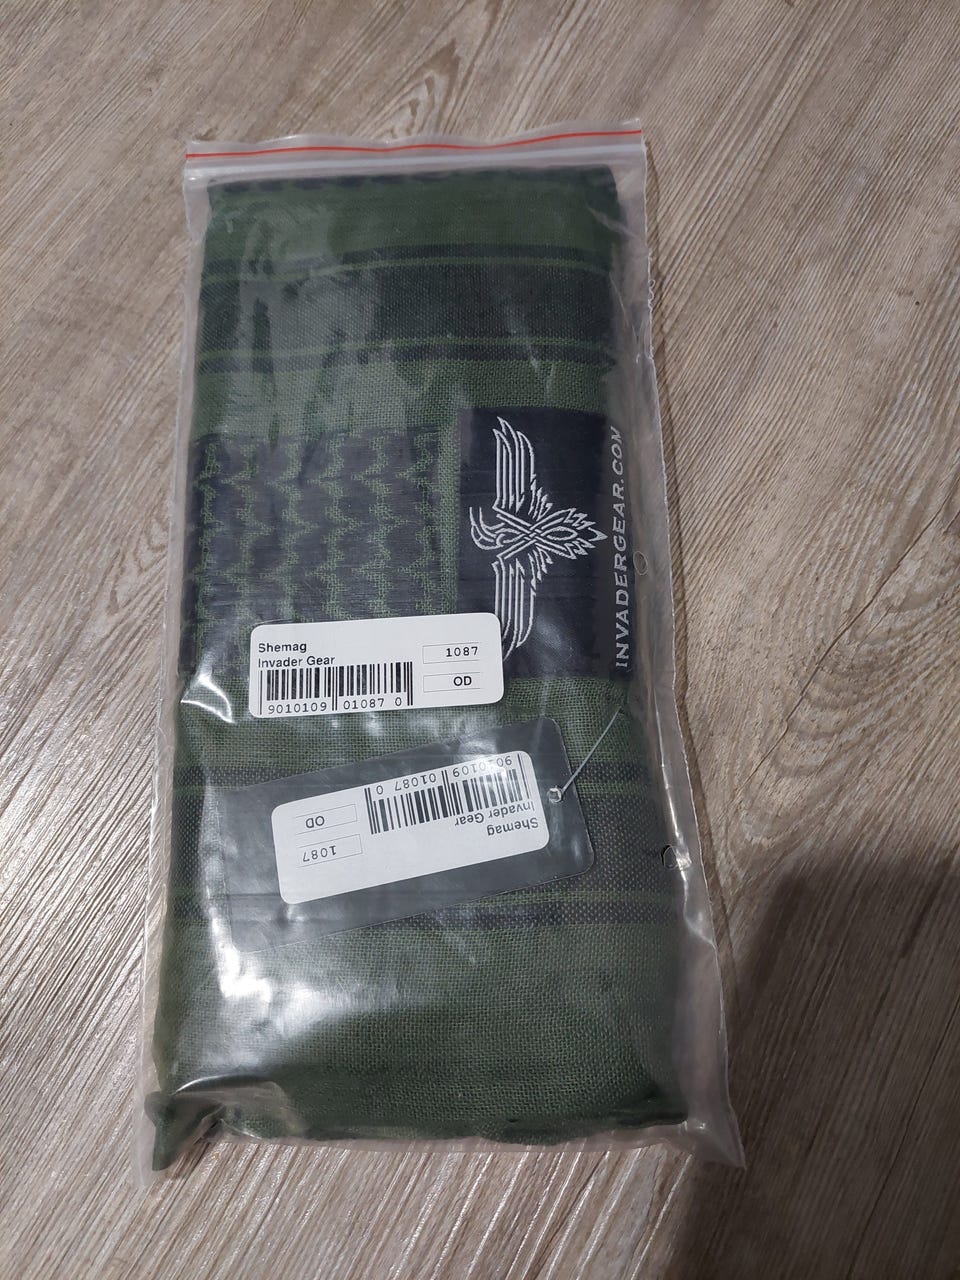 INVADERGEAR.COM
Shemag
Invader Gear
1087
OD
9010109 01087 0
Shemag
Invader Gear
1087
OD
9010109 01087 0